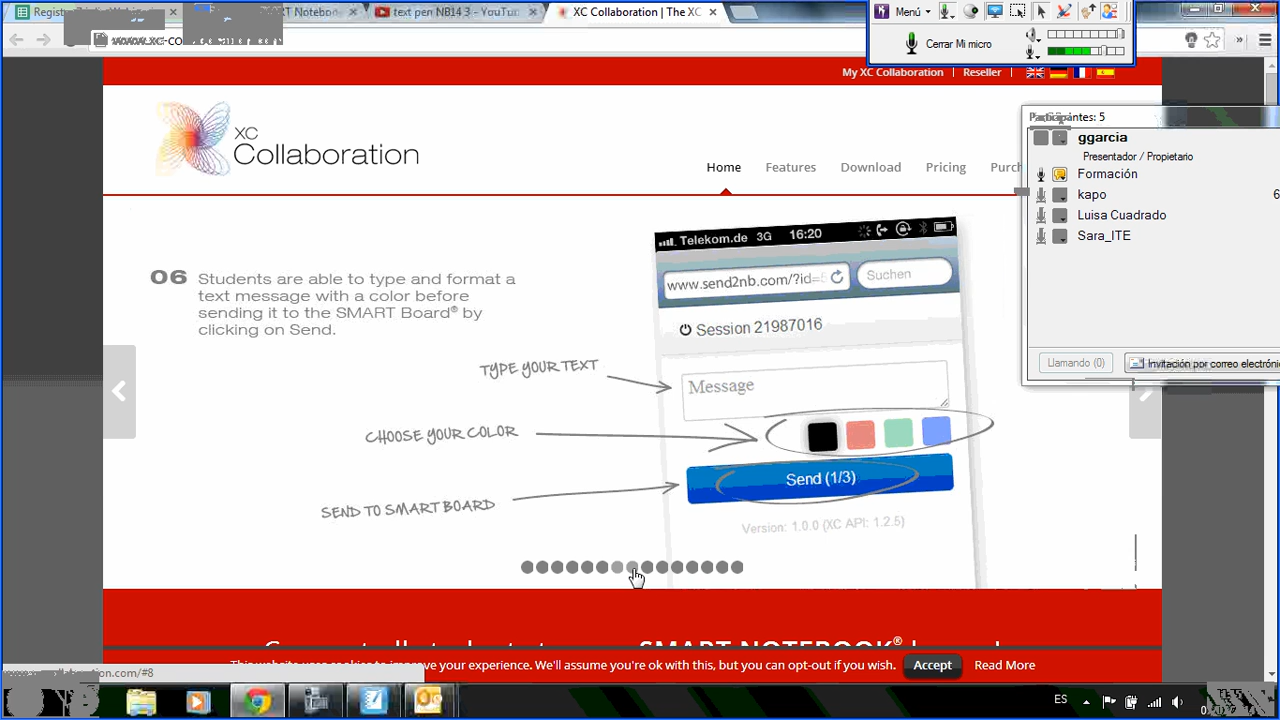 text pen NB14 3 - YouTu
XC Collaboration | The XC
Menú
Cerrar Mi micro
My XC Collaboration
Reseller
XC
Collaboration
Home
Features
Download
Pricing
Participantes: 5
ggarcia
Presentador / Propietario
Formación
kapo
6
Luisa Cuadrado
Sara_ITE
Llamando (0)
Invitación por correo electróni
06
Students are able to type and format a
text message with a color before
sending it to the SMART Board® by
clicking on Send.
Telekom.de 3G 16:20
www.send2nb.com/?id=
Suchen
Session 21987016
TYPE YOUR TEXT
Message
CHOOSE YOUR COLOR
Send (1/3)
SEND TO SMART BOARD
Version: 1.0.0 (XC API: 1.2.5)
SMART NOTEBOOK®
This website uses cookies to improve your experience. We'll assume you're ok with this, but you can opt-out if you wish.
Accept
Read More
ES